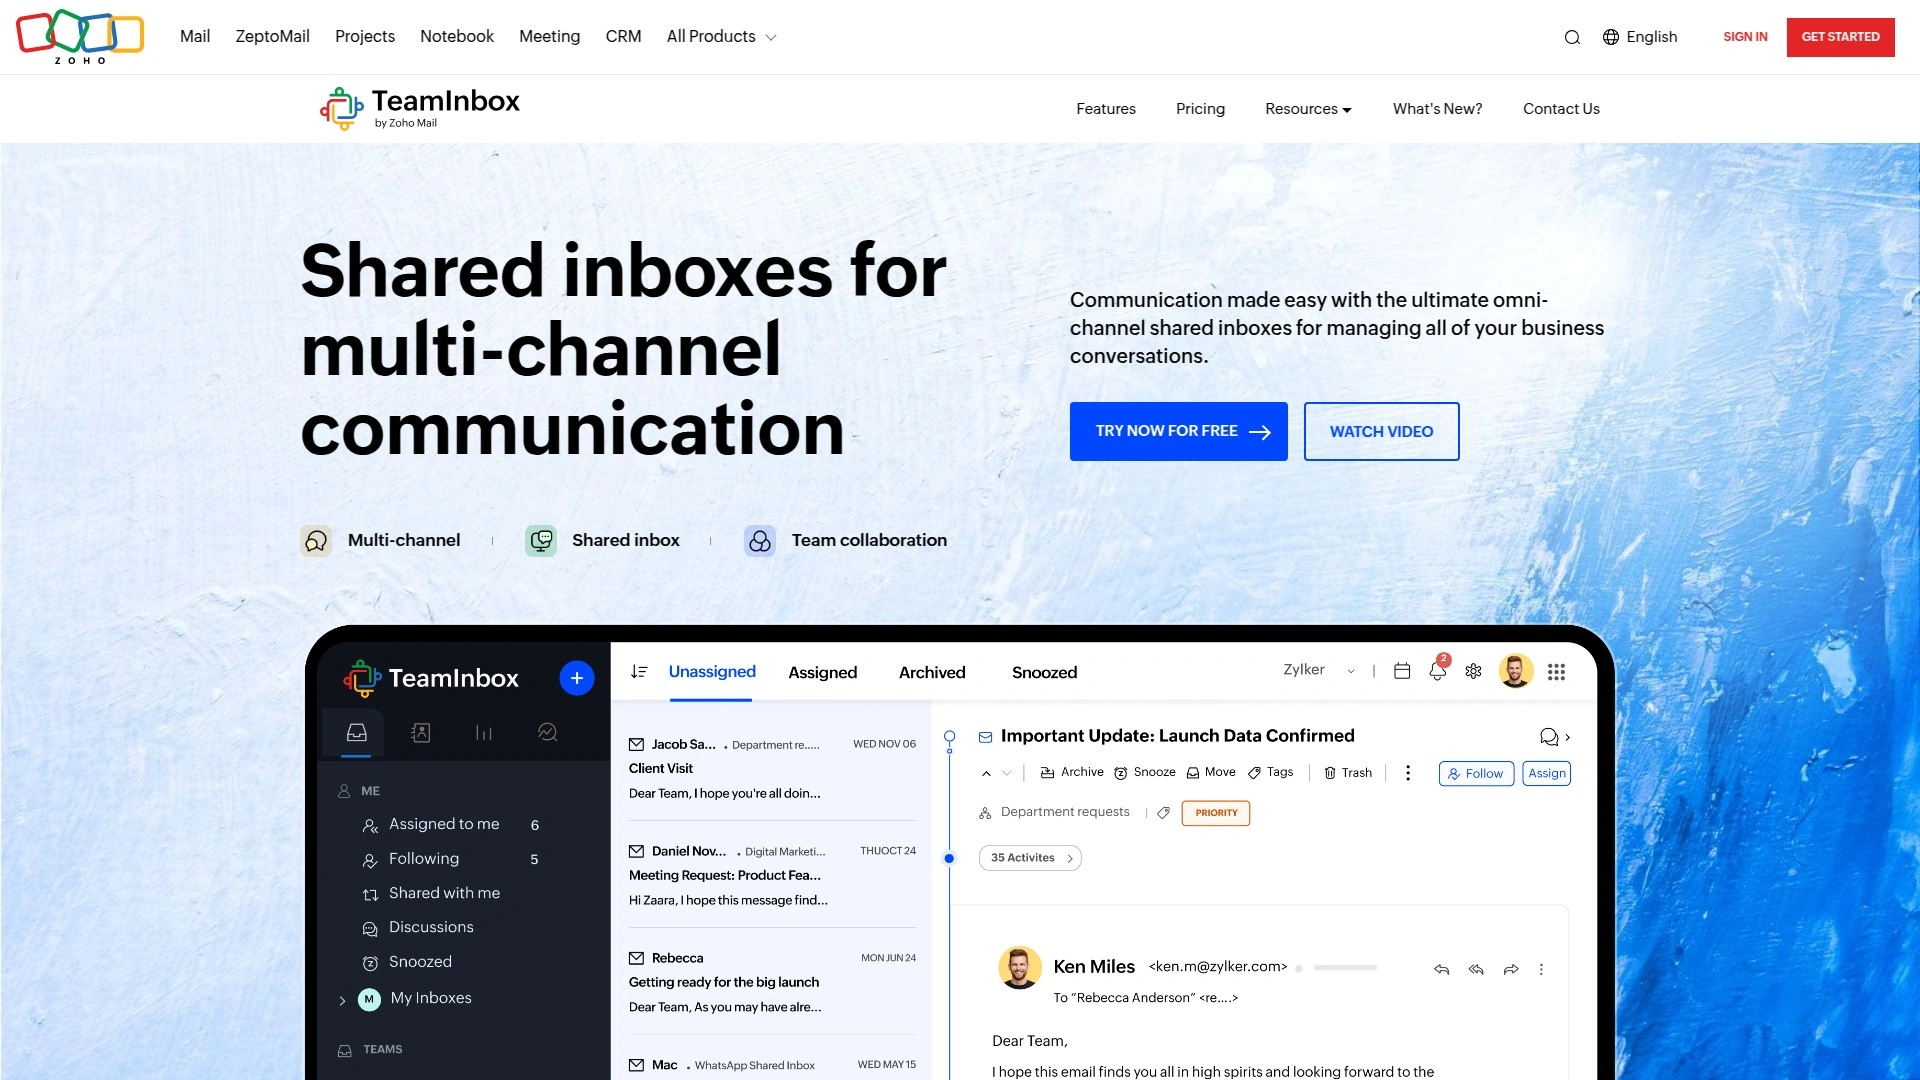 Mail ZeptoMail Projects Notebook Meeting CRM All Products
English SIGN IN GET STARTED
ZOHO
TeamInbox
by Zoho Mail
Features Pricing Resources What's New? Contact Us
Shared inboxes for
multi-channel
communication
Communication made easy with the ultimate omni-
channel shared inboxes for managing all of your business
conversations.
TRY NOW FOR FREE WATCH VIDEO
Multi-channel Shared inbox Team collaboration
TeamInbox
+
ME
Assigned to me 6
Following 5
Shared with me
Discussions
Snoozed
M My Inboxes
TEAMS
Unassigned Assigned Archived Snoozed
Zylker 2
Jacob Sa... . Department re..... WED NOV 06
Client Visit
Dear Team, I hope you're all doin...
Daniel Nov... . Digital Marketi... THUOCT 24
Meeting Request: Product Fea...
Hi Zaara, I hope this message find...
Rebecca MON JUN 24
Getting ready for the big launch
Dear Team, As you may have alre...
Mac . WhatsApp Shared Inbox WED MAY 15
Important Update: Launch Data Confirmed
Archive Snooze Move Tags Trash Follow Assign
Department requests PRIORITY
35 Activites
Ken Miles <ken.m@zylker.com>
To “Rebecca Anderson” <re....>
Dear Team,
I hope this email finds you all in high spirits and looking forward to the